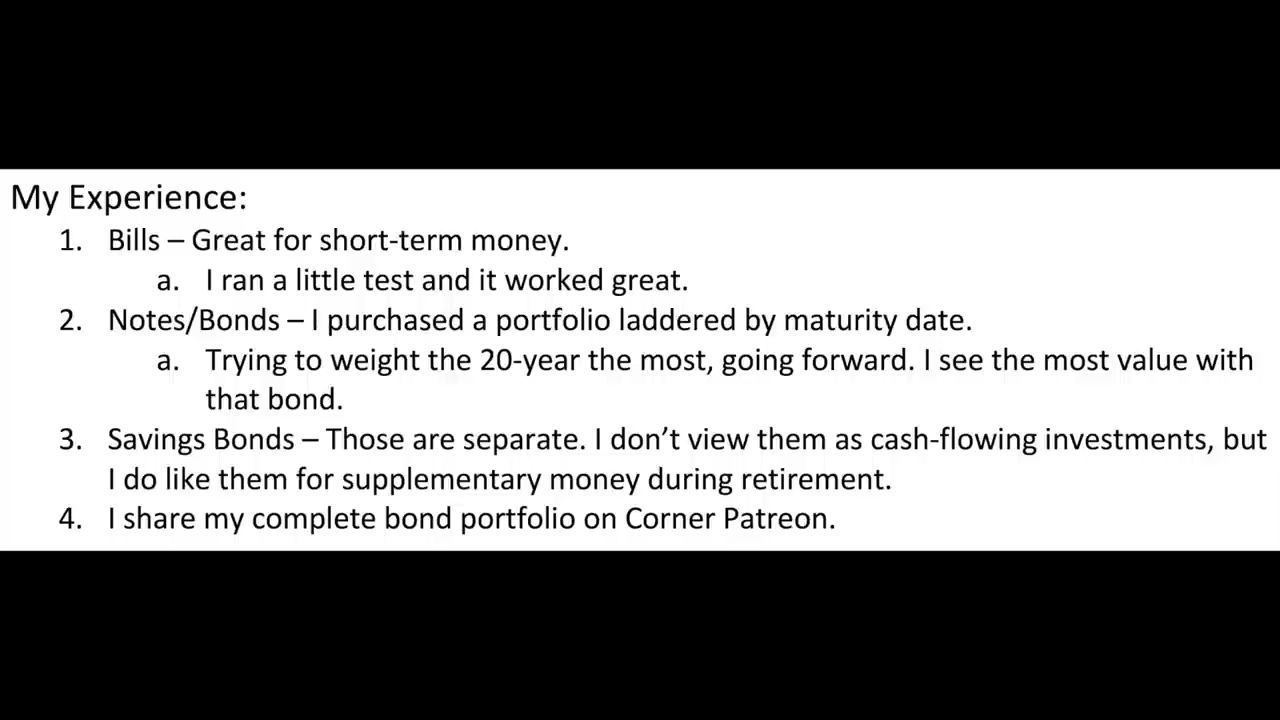 My Experience:
1. Bills – Great for short-term money.
a. I ran a little test and it worked great.
2. Notes/Bonds – I purchased a portfolio laddered by maturity date.
a. Trying to weight the 20-year the most, going forward. I see the most value with
that bond.
3. Savings Bonds – Those are separate. I don’t view them as cash-flowing investments, but
I do like them for supplementary money during retirement.
4. I share my complete bond portfolio on Corner Patreon.